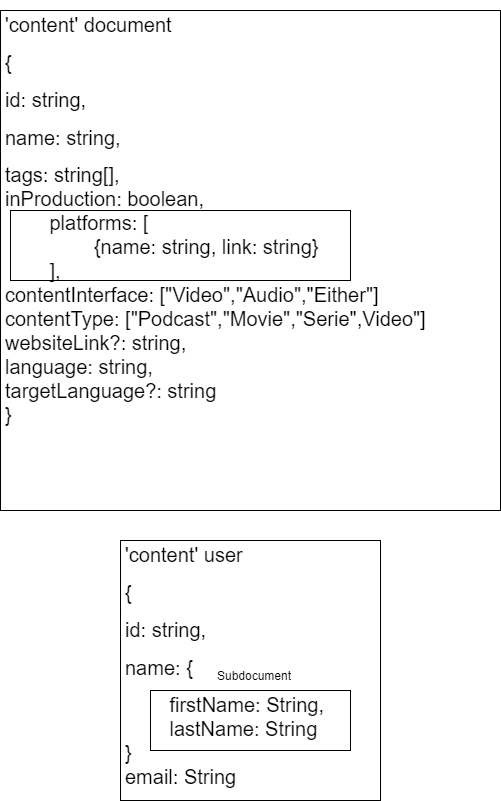 'content' document
{
id: string,
name: string,
tags: string[],
inProduction: boolean,
platforms: [
{name: string, link: string}
],
contentInterface: ["Video","Audio","Either"]
contentType: ["Podcast","Movie","Serie",Video"]
websiteLink?: string,
language: string,
targetLanguage?: string
}
'content' user
{
id: string,
name: {
Subdocument
firstName: String,
lastName: String
}
email: String